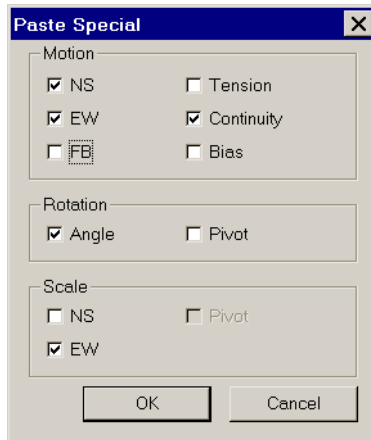 Paste Special
Motion
NS Tension
EW Continuity
FB Bias
Rotation
Angle Pivot
Scale
NS Pivot
EW
OK Cancel